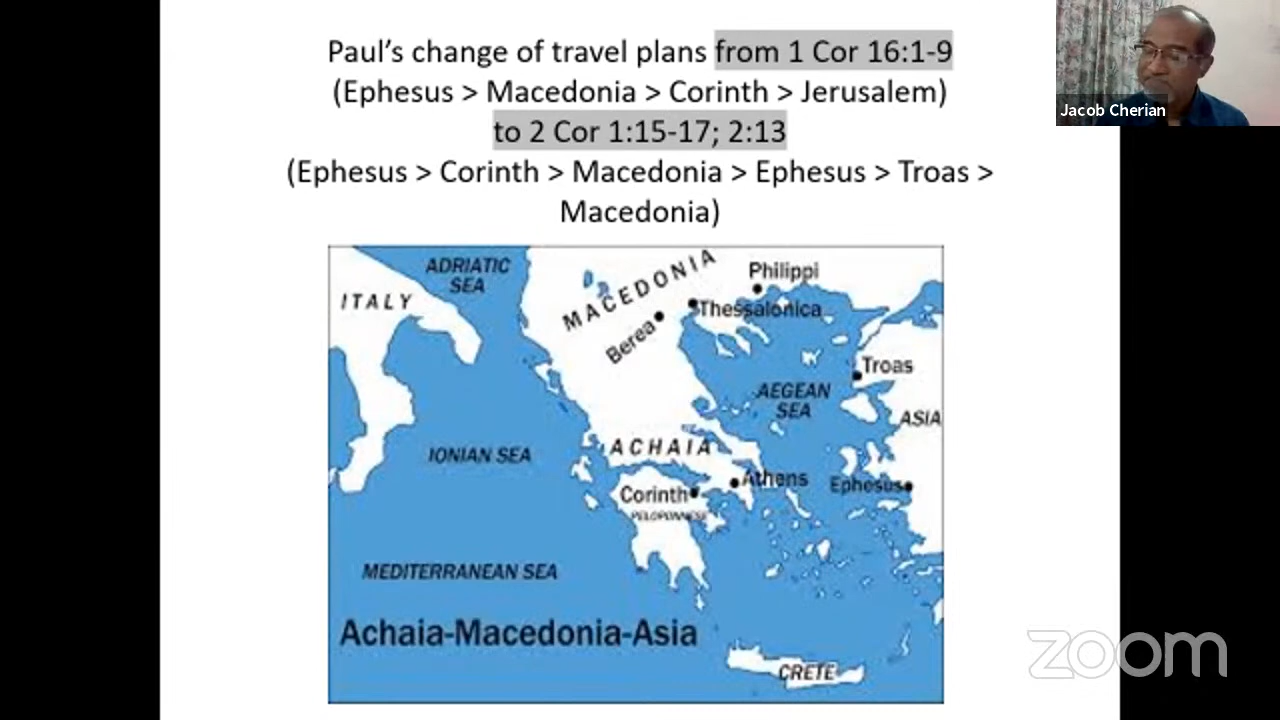 Paul's change of travel plans from 1 Cor 16:1-9
(Ephesus > Macedonia > Corinth > Jerusalem)
to 2 Cor 1:15-17; 2:13
(Ephesus > Corinth > Macedonia > Ephesus > Troas >
Macedonia)
Jacob Cherian
ADRIATIC
SEA
ITALY
MACEDONIA
Philippi
Thessalonica
Berea
Troas
AEGEAN
SEA
ASIA
IONIAN SEA
ACHAIA
Athens
Corinth
Ephesus
PELOPONNESE
MEDITERRANEAN SEA
Achaia-Macedonia-Asia
CRETE
zoom